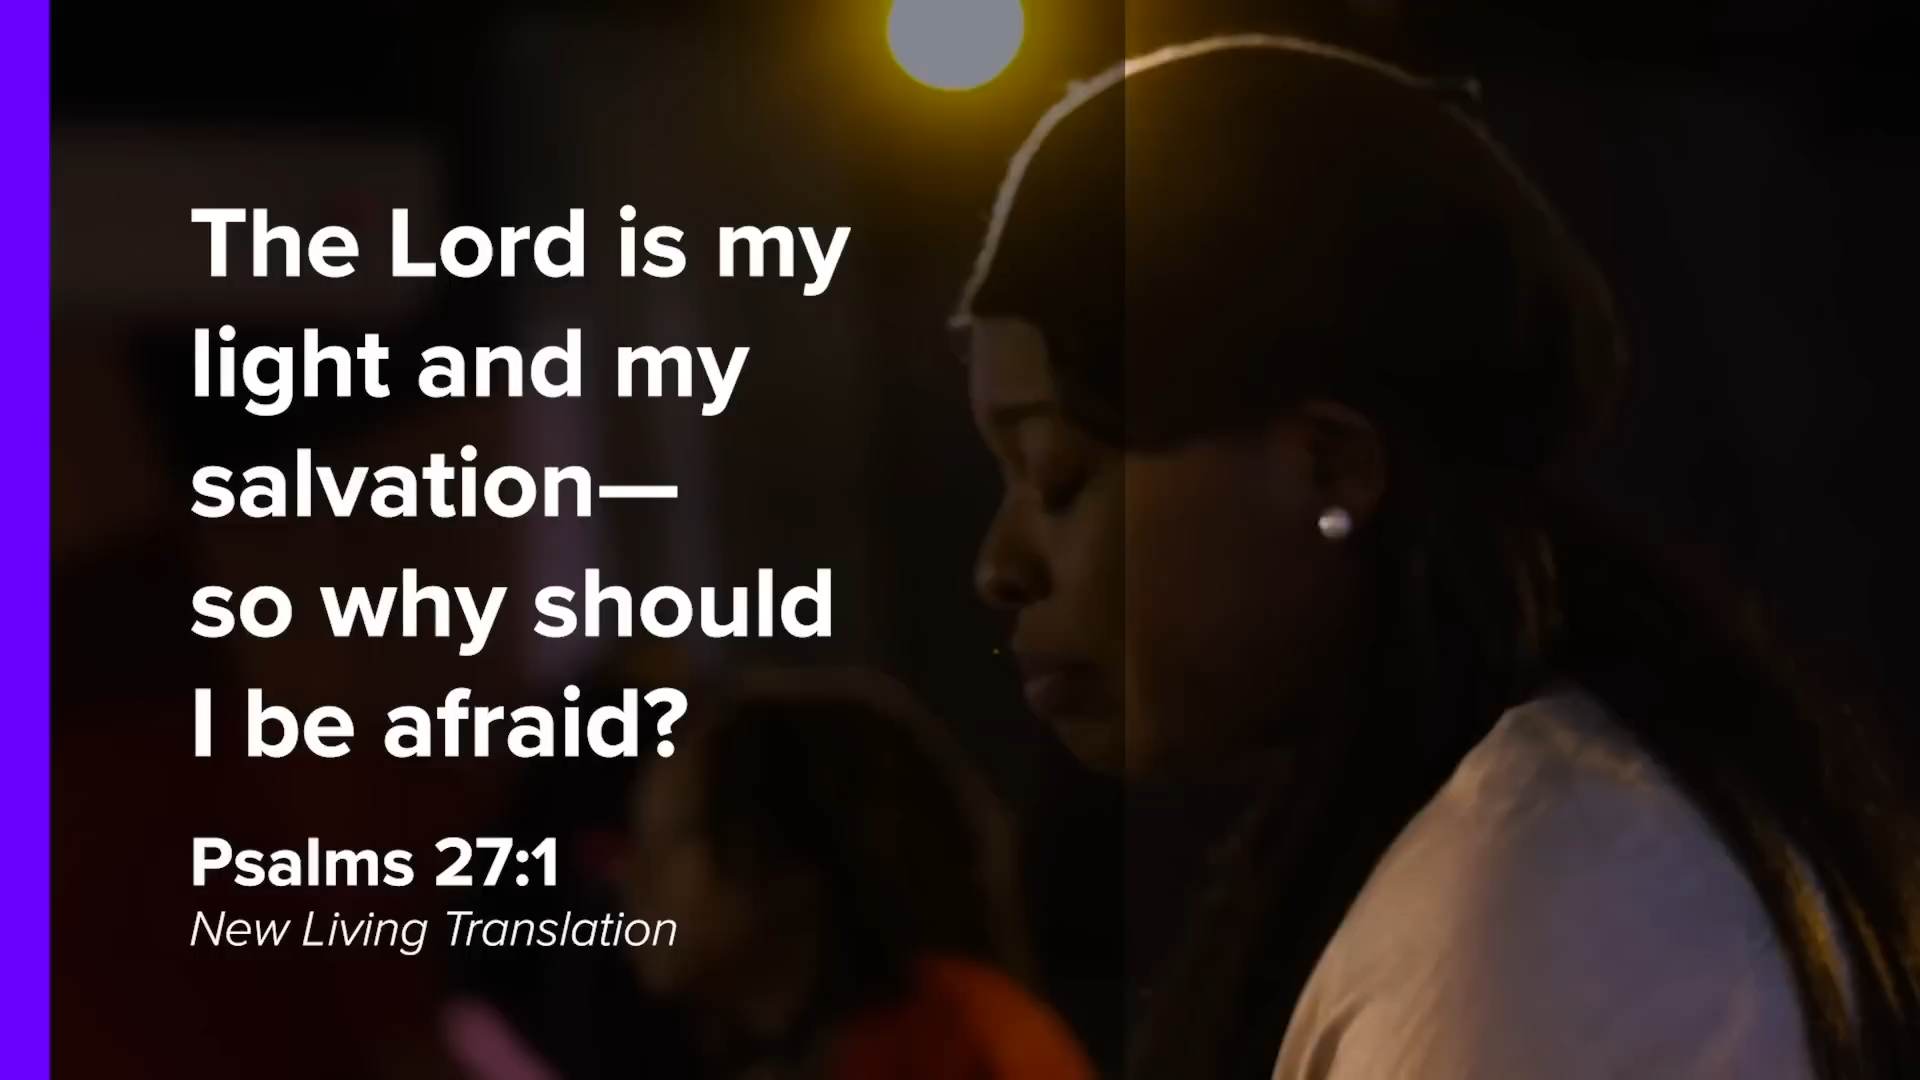 The Lord is my
light and my
salvation—
so why should
I be afraid?
Psalms 27:1
New Living Translation